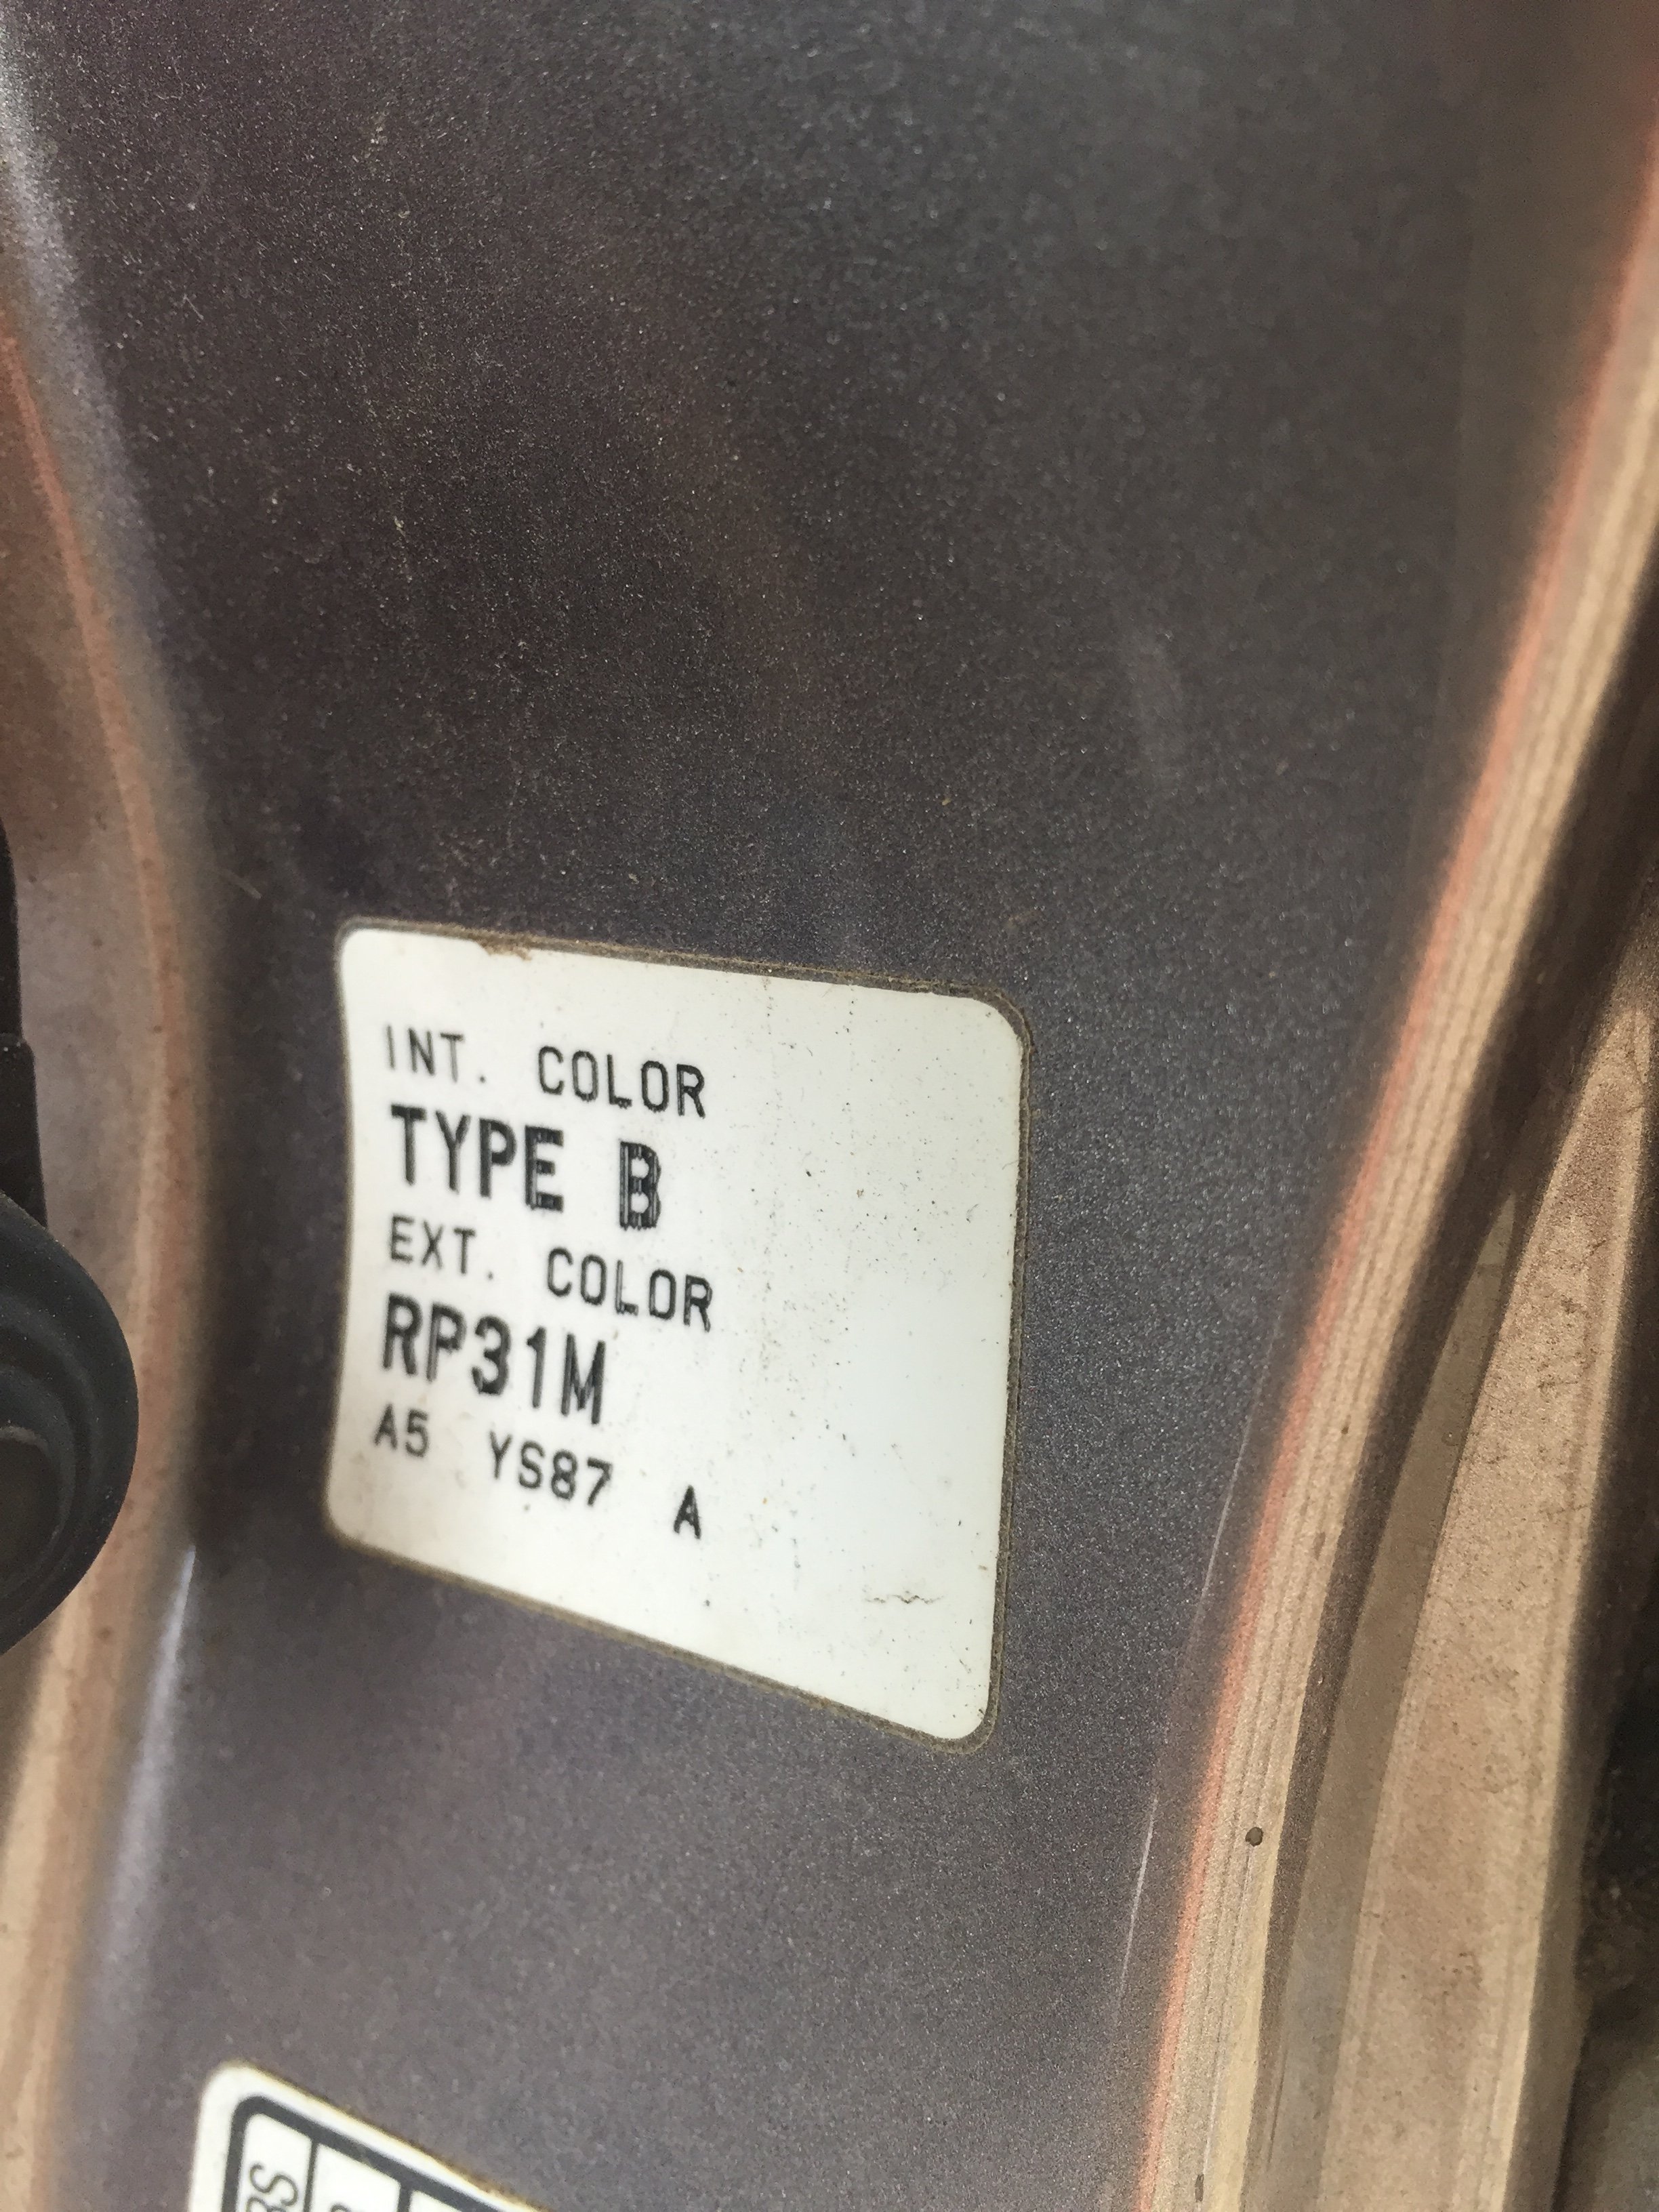 INT. COLOR
TYPE B
EXT. COLOR
RP31M
A5 YS87 A